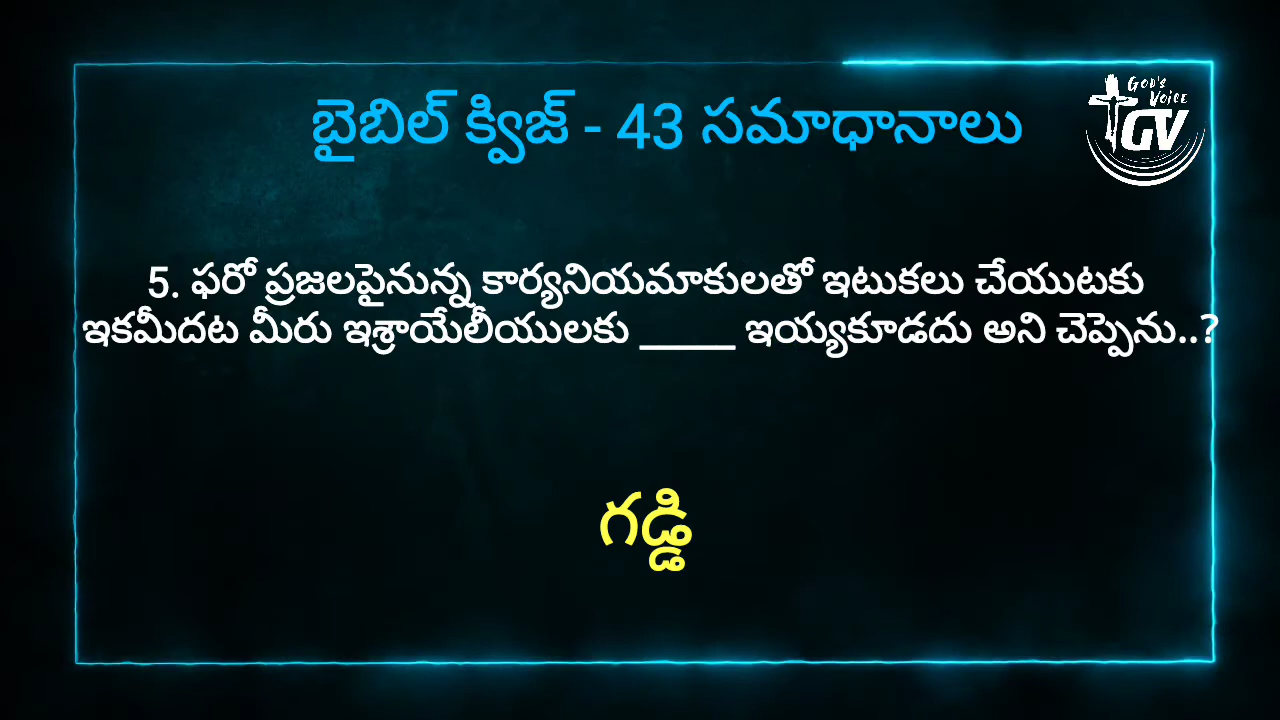 బైబిల్ క్విజ్ - 43 సమాధానాలు
GOD'S
VOICE
GV
5. ఫరో ప్రజలపైనున్న కార్యనియమాకులతో ఇటుకలు చేయుటకు
ఇకమీదట మీరు ఇశ్రాయేలీయులకు _____ ఇయ్యకూడదు అని చెప్పెను..?
గడ్డి